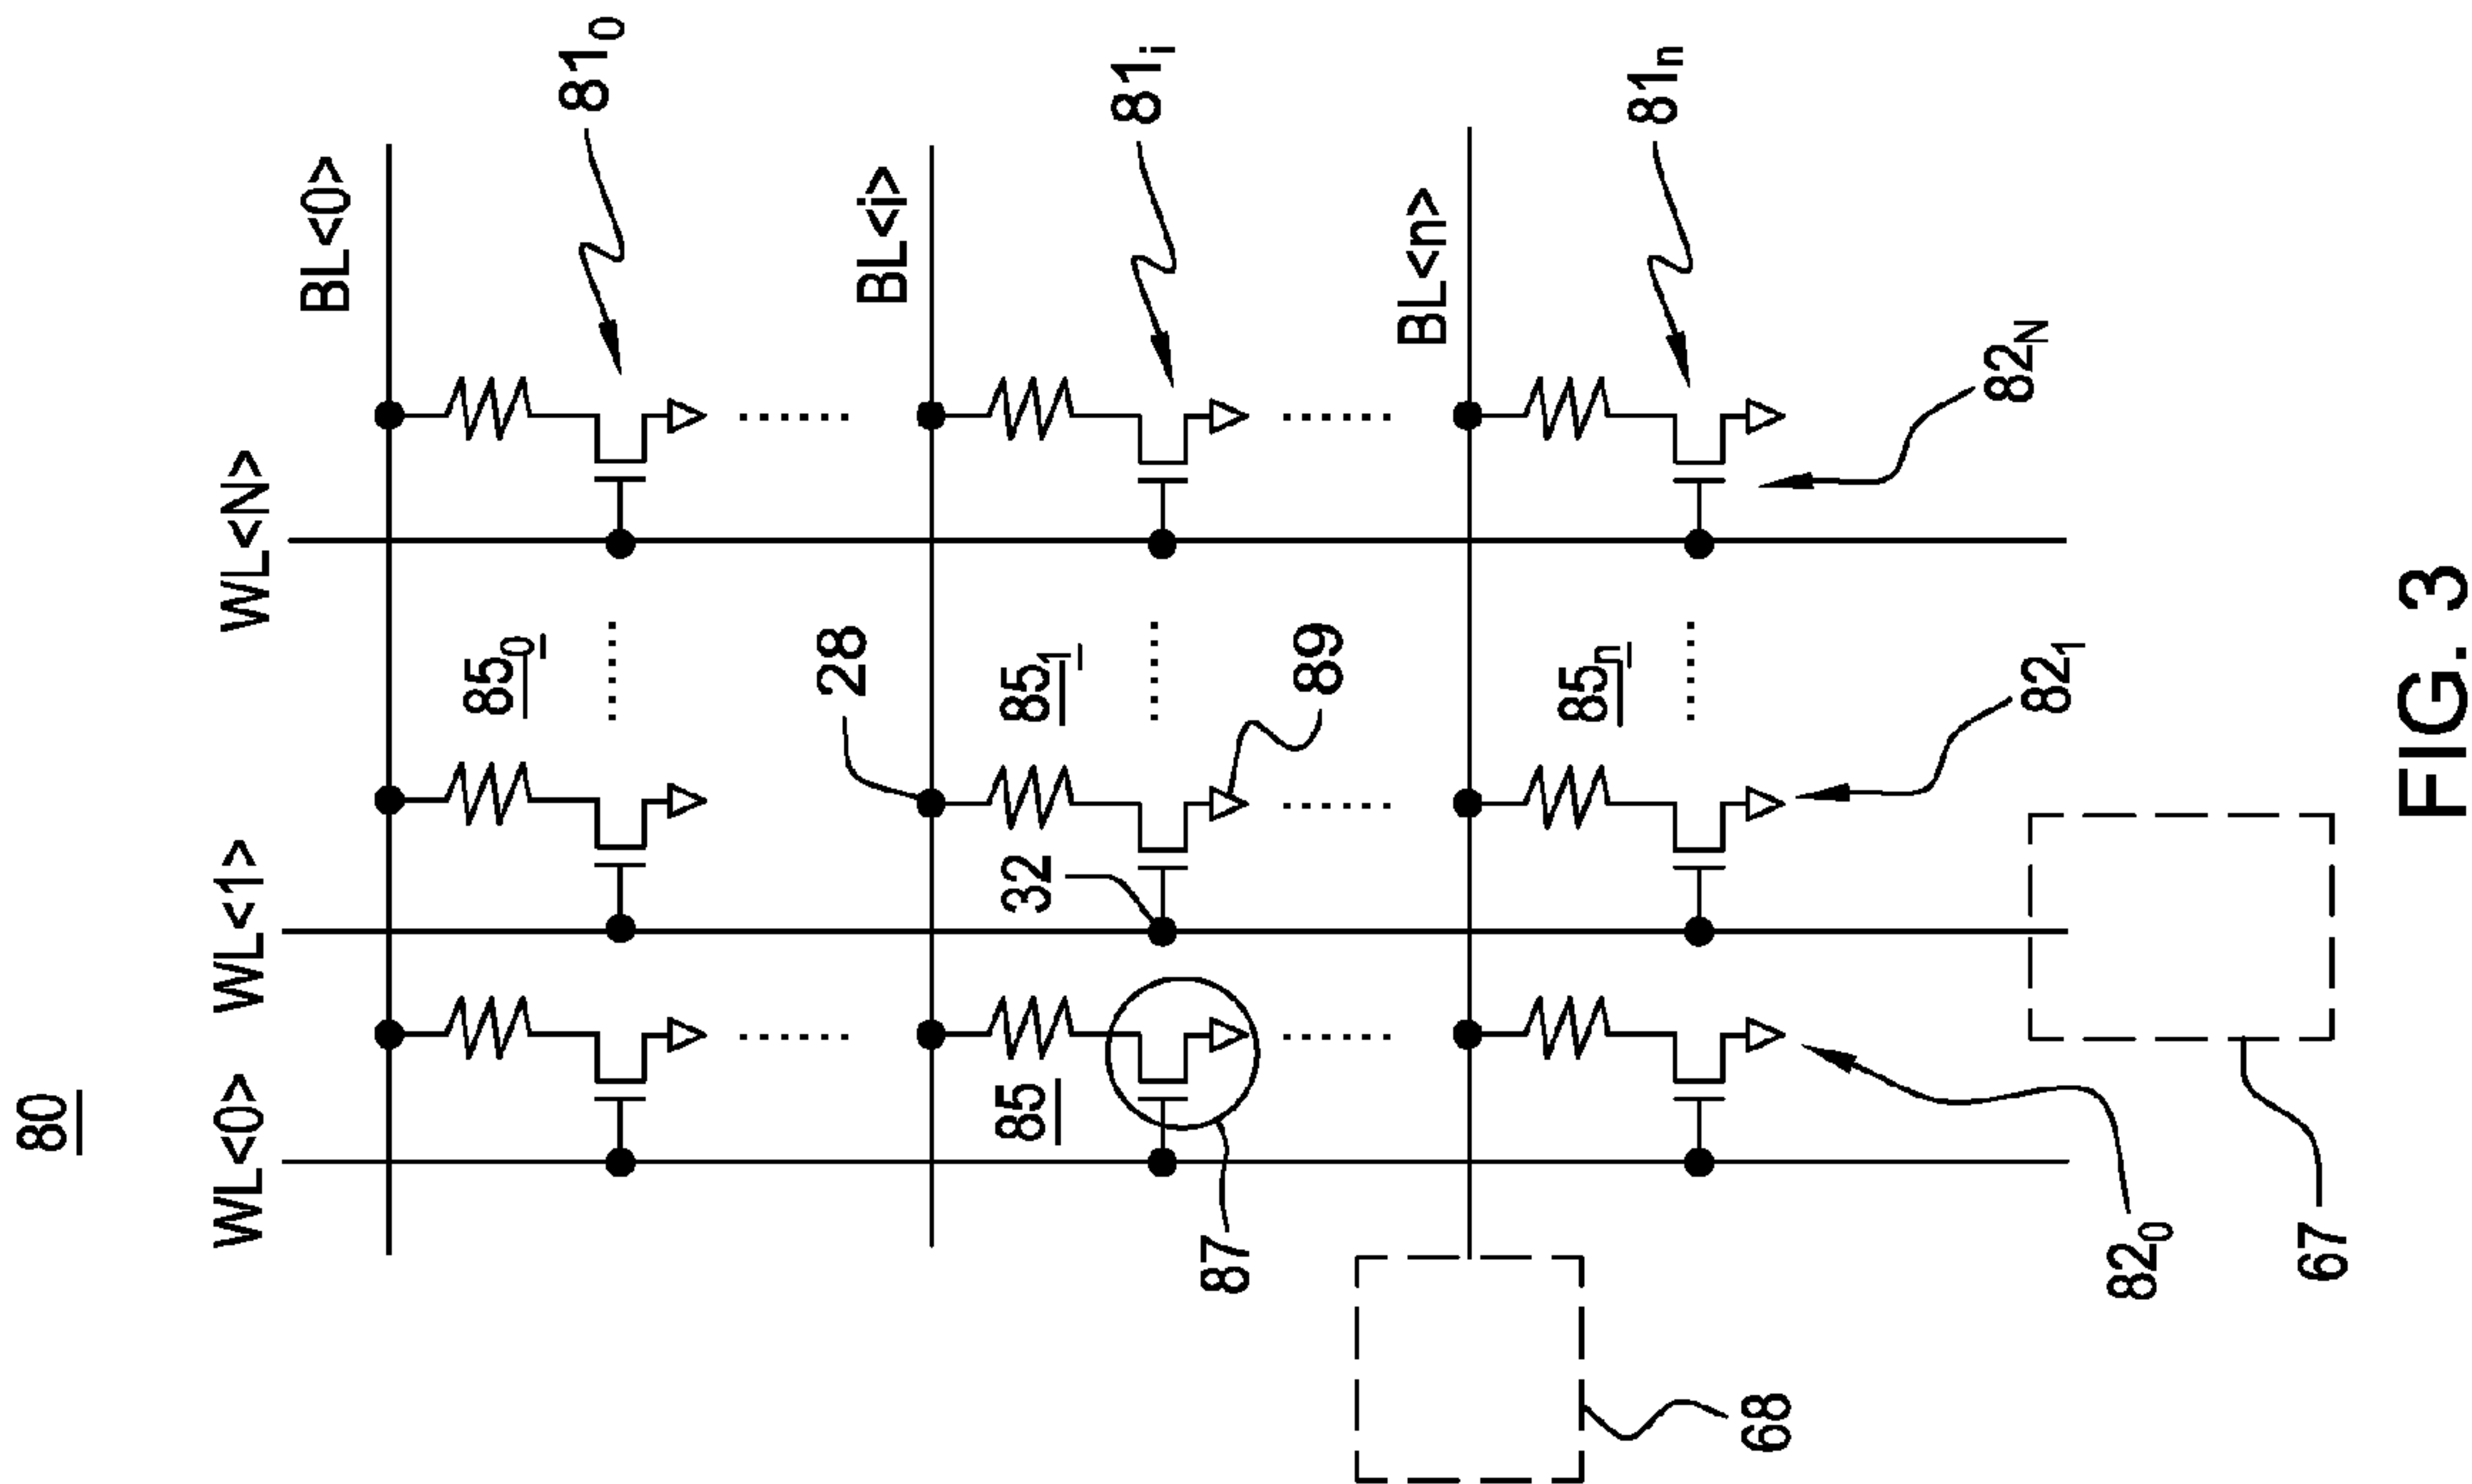 80
WL<0>
WL<1>
WL<N>
BL<0>
85₀
81₀
28
BL<i>
85
32
85₁
81ᵢ
87
89
BL<n>
85ₙ
81ₙ
68
82₀
82₁
82_N
67
FIG. 3